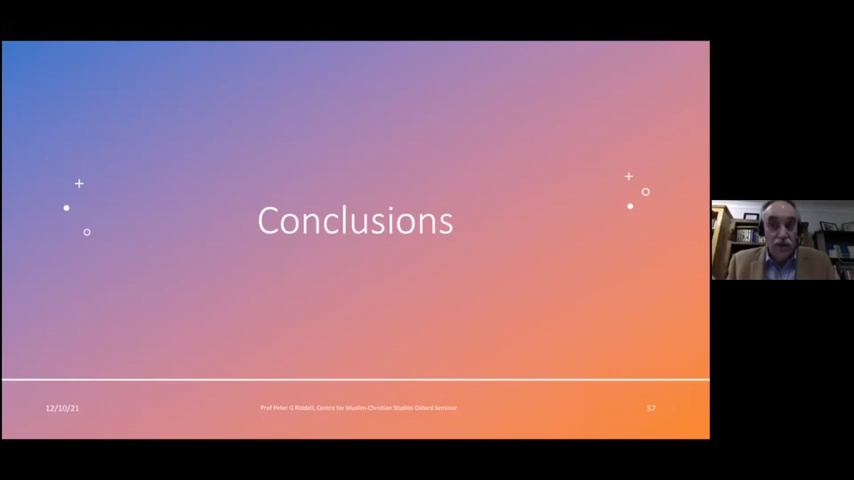 Conclusions
12/10/21
Prof Peter G Riddell, Centre for Muslim-Christian Studies Oxford Seminar
57